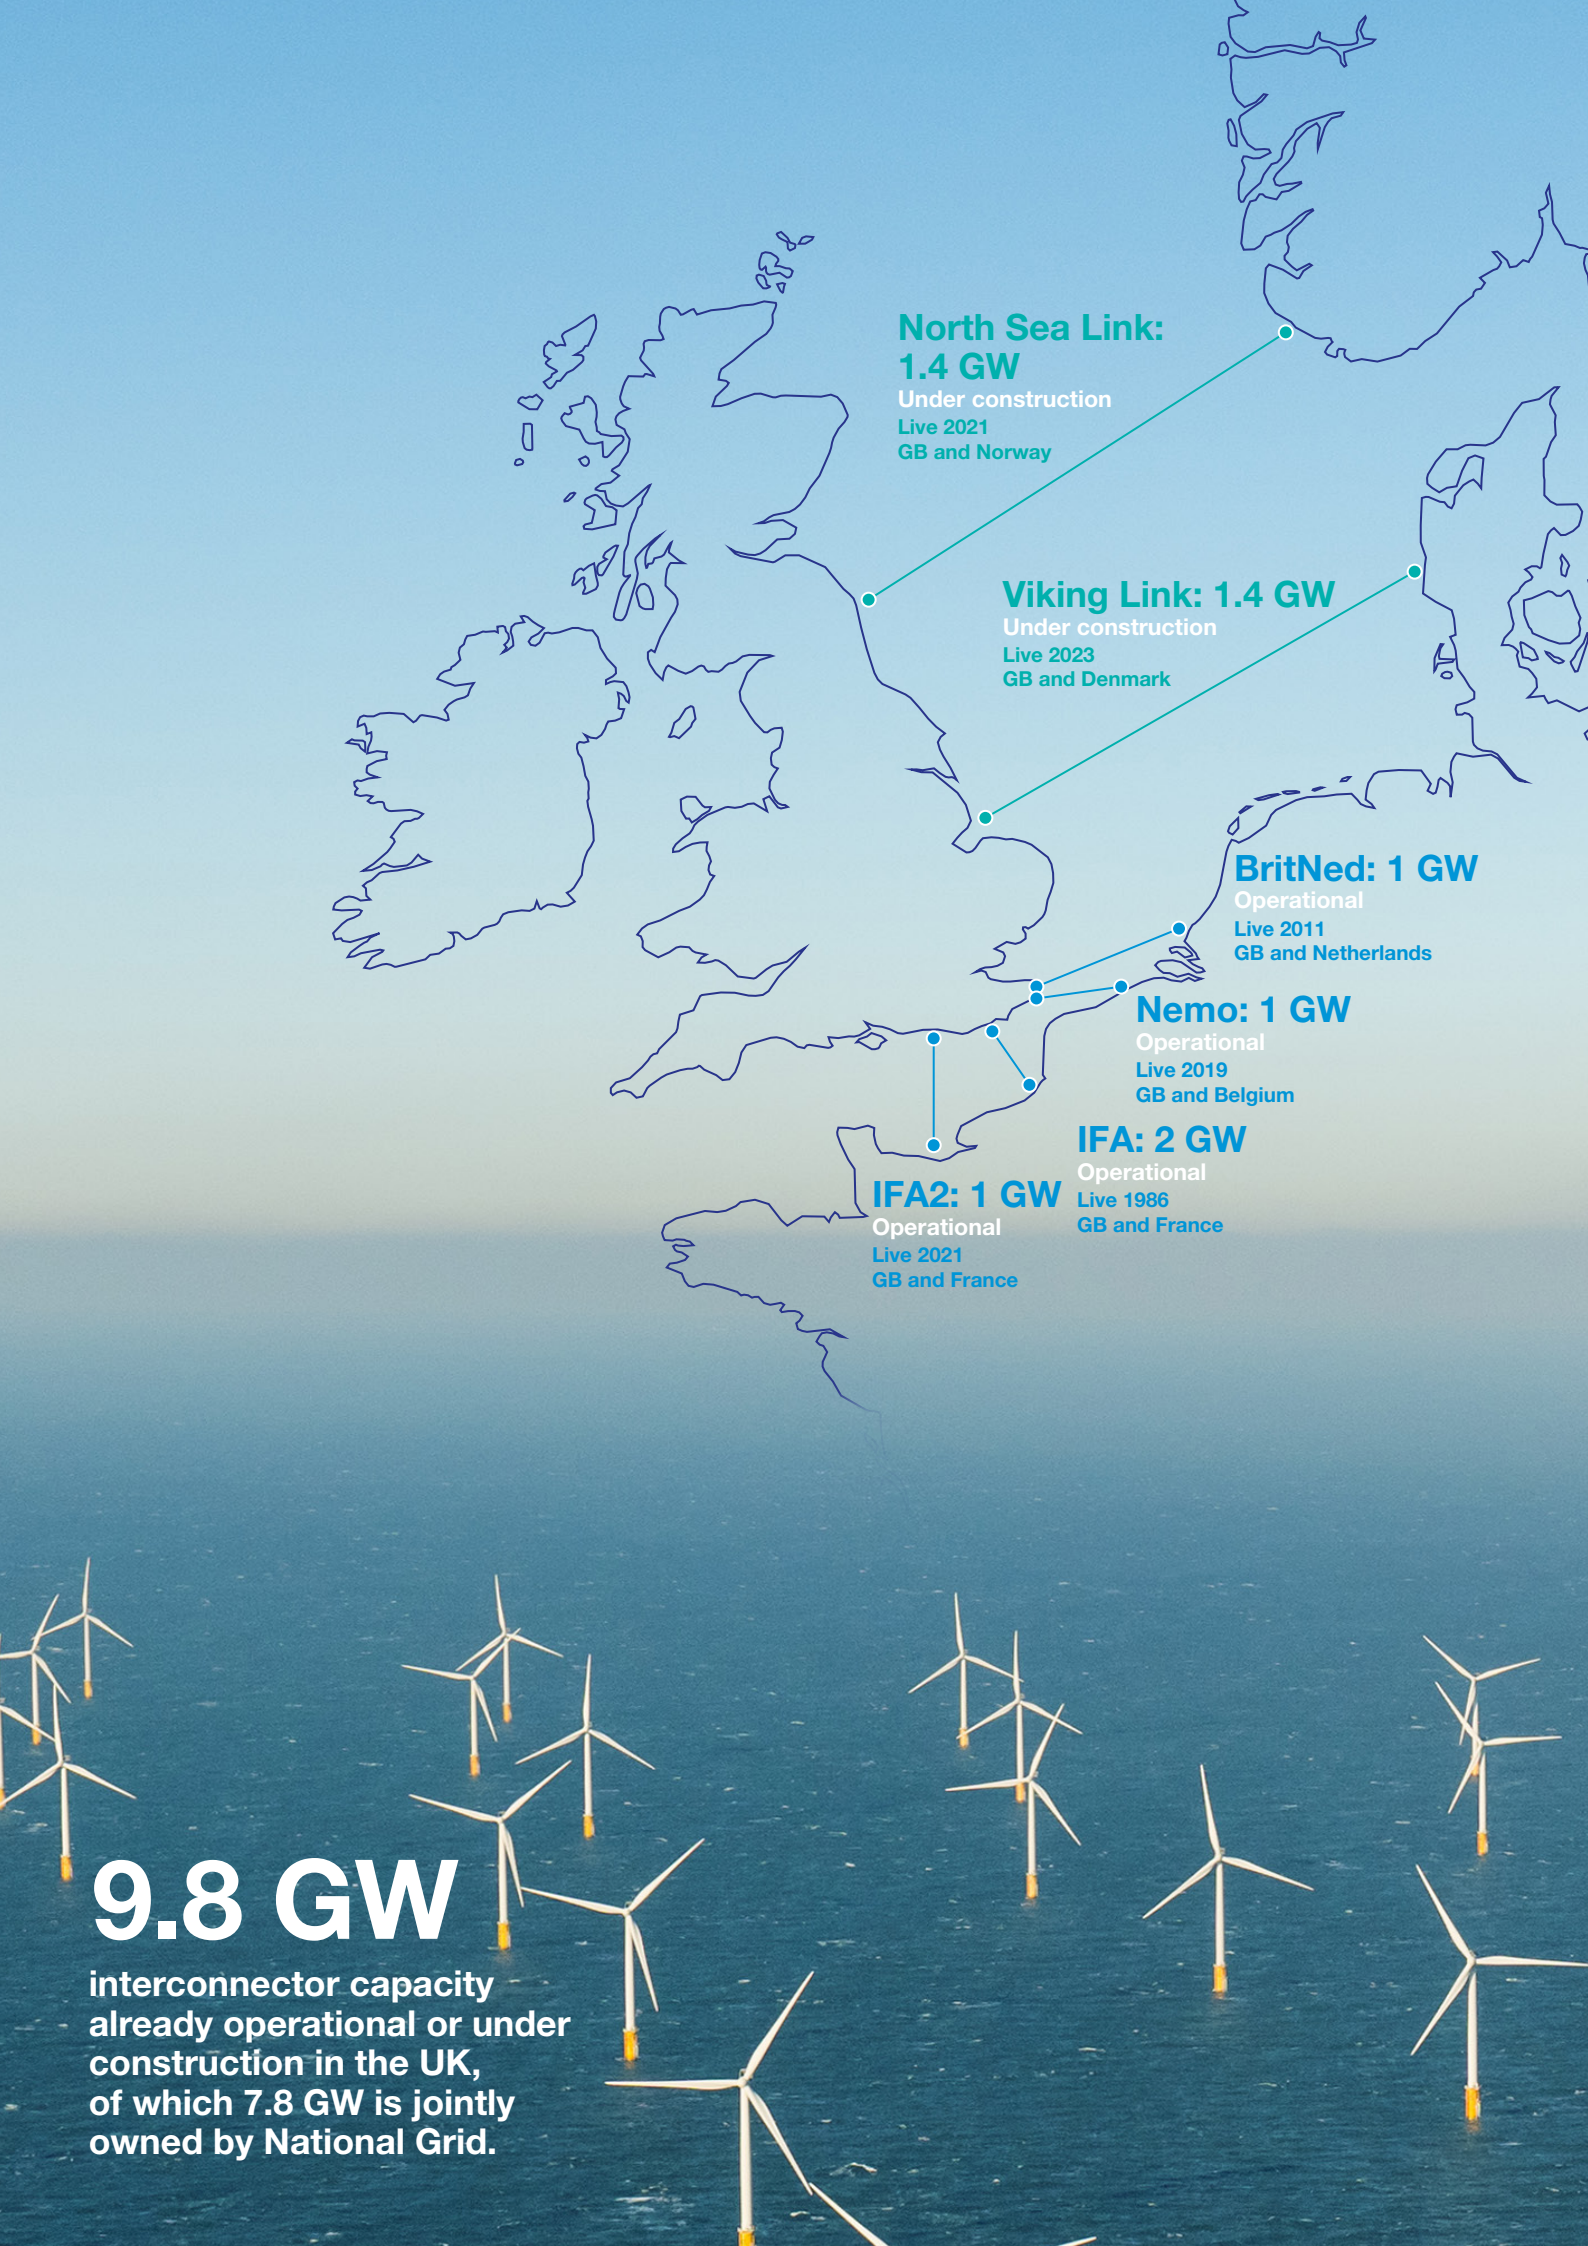 North Sea Link:
1.4 GW
Under construction
Live 2021
GB and Norway
Viking Link: 1.4 GW
Under construction
Live 2023
GB and Denmark
BritNed: 1 GW
Operational
Live 2011
GB and Netherlands
Nemo: 1 GW
Operational
Live 2019
GB and Belgium
IFA: 2 GW
Operational
Live 1986
GB and France
IFA2: 1 GW
Operational
Live 2021
GB and France
9.8 GW
interconnector capacity
already operational or under
construction in the UK,
of which 7.8 GW is jointly
owned by National Grid.